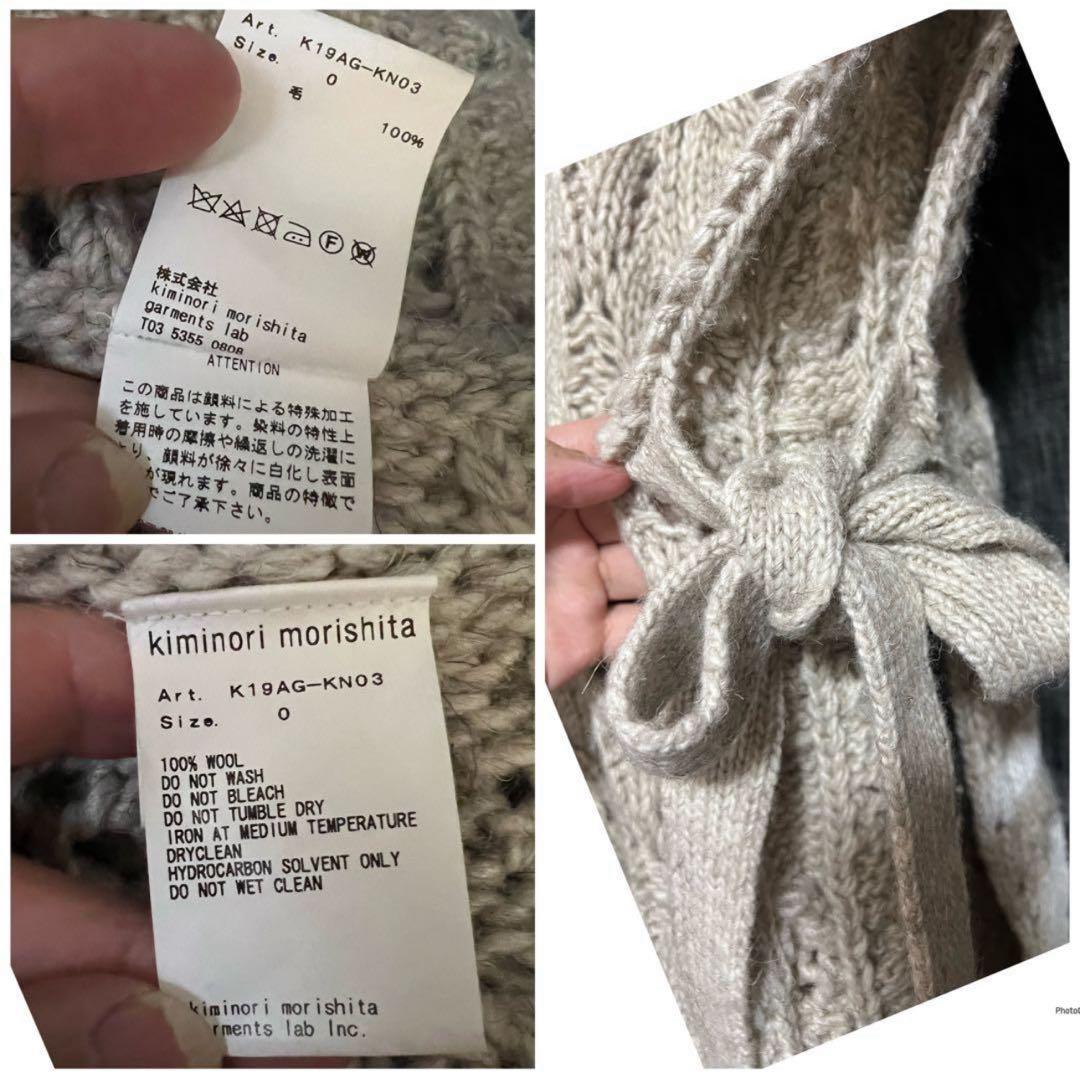 Art. K19AG-KN03
Size. 0
毛
100%
F
W
株式会社
kiminori morishita
garments lab
T03 5355 0808
ATTENTION
この商品は顔料による特殊加工
を施しています。染料の特性上
着用時の摩擦や繰返しの洗濯に
より、顔料が徐々に白化し表面
が現れます。商品の特徴で
でご了承下さい。
kiminori morishita
Art. K19AG-KN03
Size. 0
100% WOOL
DO NOT WASH
DO NOT BLEACH
DO NOT TUMBLE DRY
IRON AT MEDIUM TEMPERATURE
DRYCLEAN
HYDROCARBON SOLVENT ONLY
DO NOT WET CLEAN
kiminori morishita
rments lab Inc.